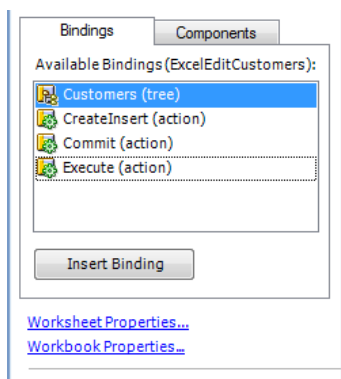 Bindings
Components
Available Bindings(ExcelEditCustomers):
Customers (tree)
CreateInsert (action)
Commit (action)
Execute (action)
Insert Binding
Worksheet Properties...
Workbook Properties...